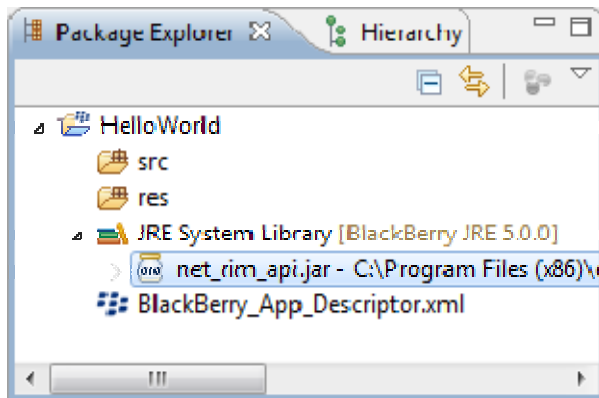 Package Explorer Hierarchy
HelloWorld
src
res
JRE System Library [BlackBerry JRE 5.0.0]
net_rim_api.jar - C:\Program Files (x86)\
BlackBerry_App_Descriptor.xml